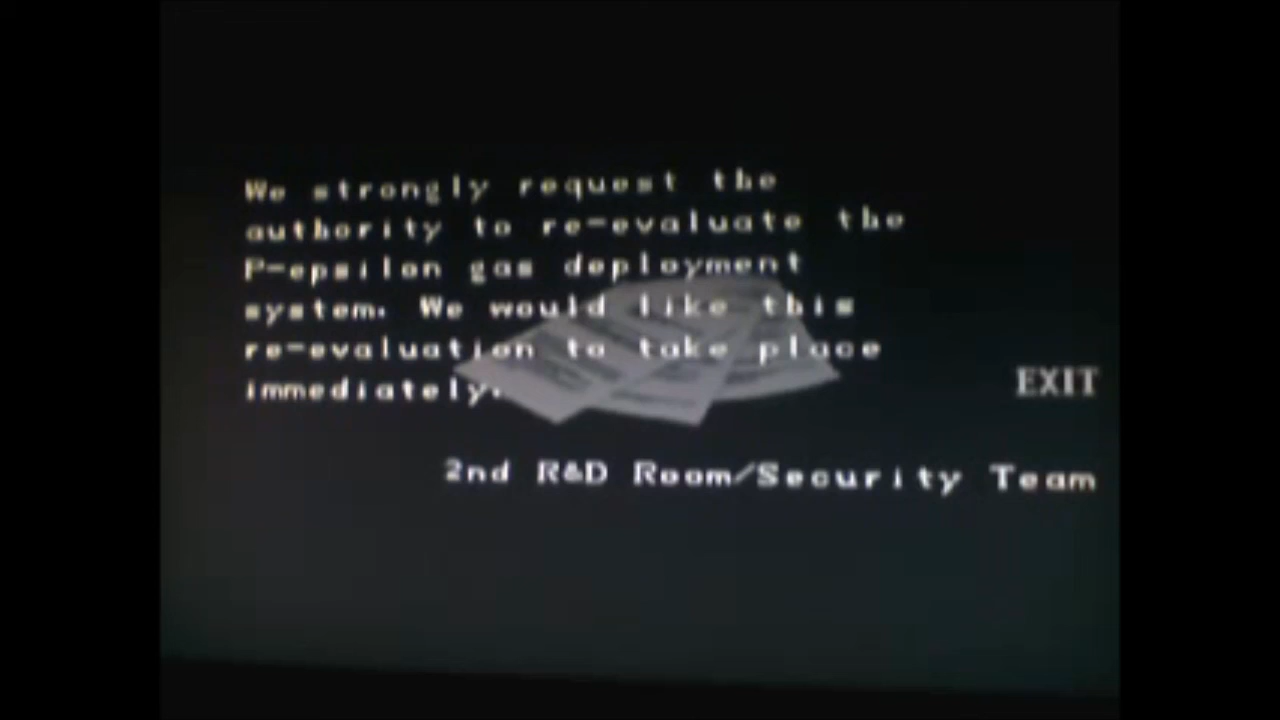 We strongly request the
authority to re-evaluate the
P-epsilon gas deployment
system. We would like this
re-evaluation to take place
immediately.
EXIT
2nd R&D Room/Security Team